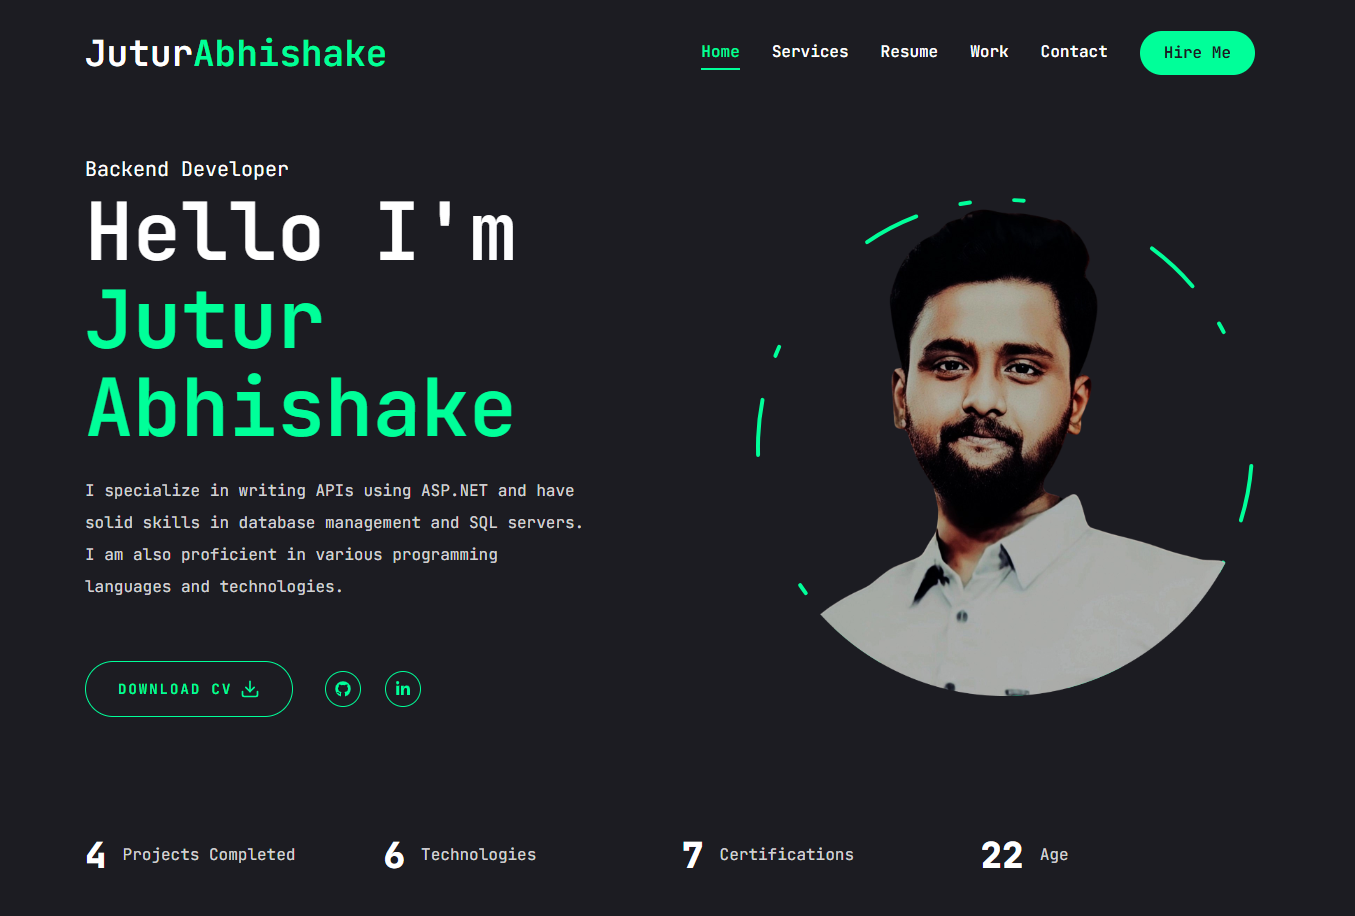 JuturAbhishake
Home Services Resume Work Contact Hire Me
Backend Developer
Hello I'm
Jutur
Abhishake
I specialize in writing APIs using ASP.NET and have
solid skills in database management and SQL servers.
I am also proficient in various programming
languages and technologies.
DOWNLOAD CV
in
4 Projects Completed 6 Technologies 7 Certifications 22 Age